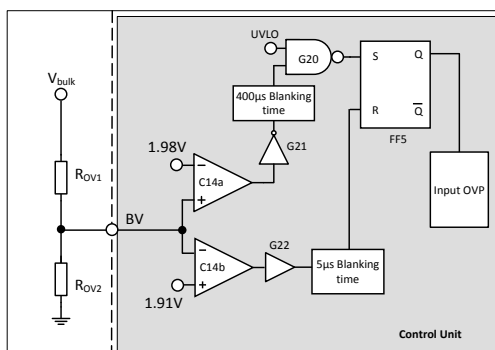 UVLO
G20
V_bulk
400µs Blanking
time
G21
S
Q
R
Q̅
FF5
1.98V
−
C14a
+
R_OV1
BV
Input OVP
−
C14b
+
G22
5µs Blanking
time
R_OV2
1.91V
Control Unit